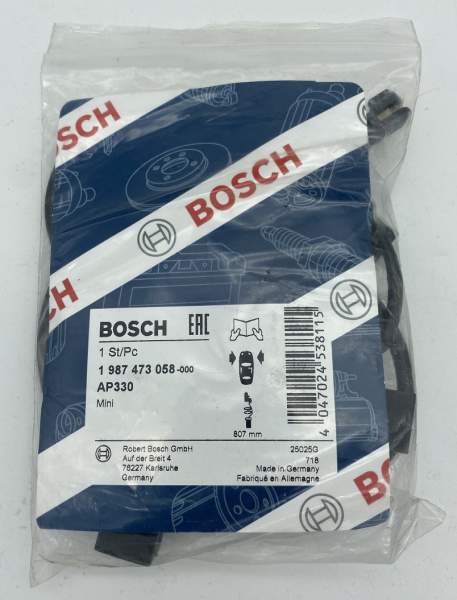 BOSCH
BOSCH
BOSCH
BOSCH EAC
1 St/Pc
1 987 473 058-000
AP330
Mini
807 mm
4 047024 538115
Robert Bosch GmbH
Auf der Breit 4
76227 Karlsruhe
Germany
25025G
718
Made in Germany
Fabriqué en Allemagne